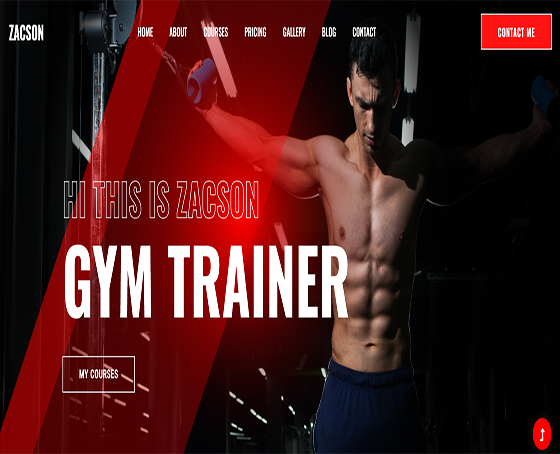 ZACSON
HOME ABOUT COURSES PRICING GALLERY BLOG CONTACT
CONTACT ME
HI THIS IS ZACSON
GYM TRAINER
MY COURSES